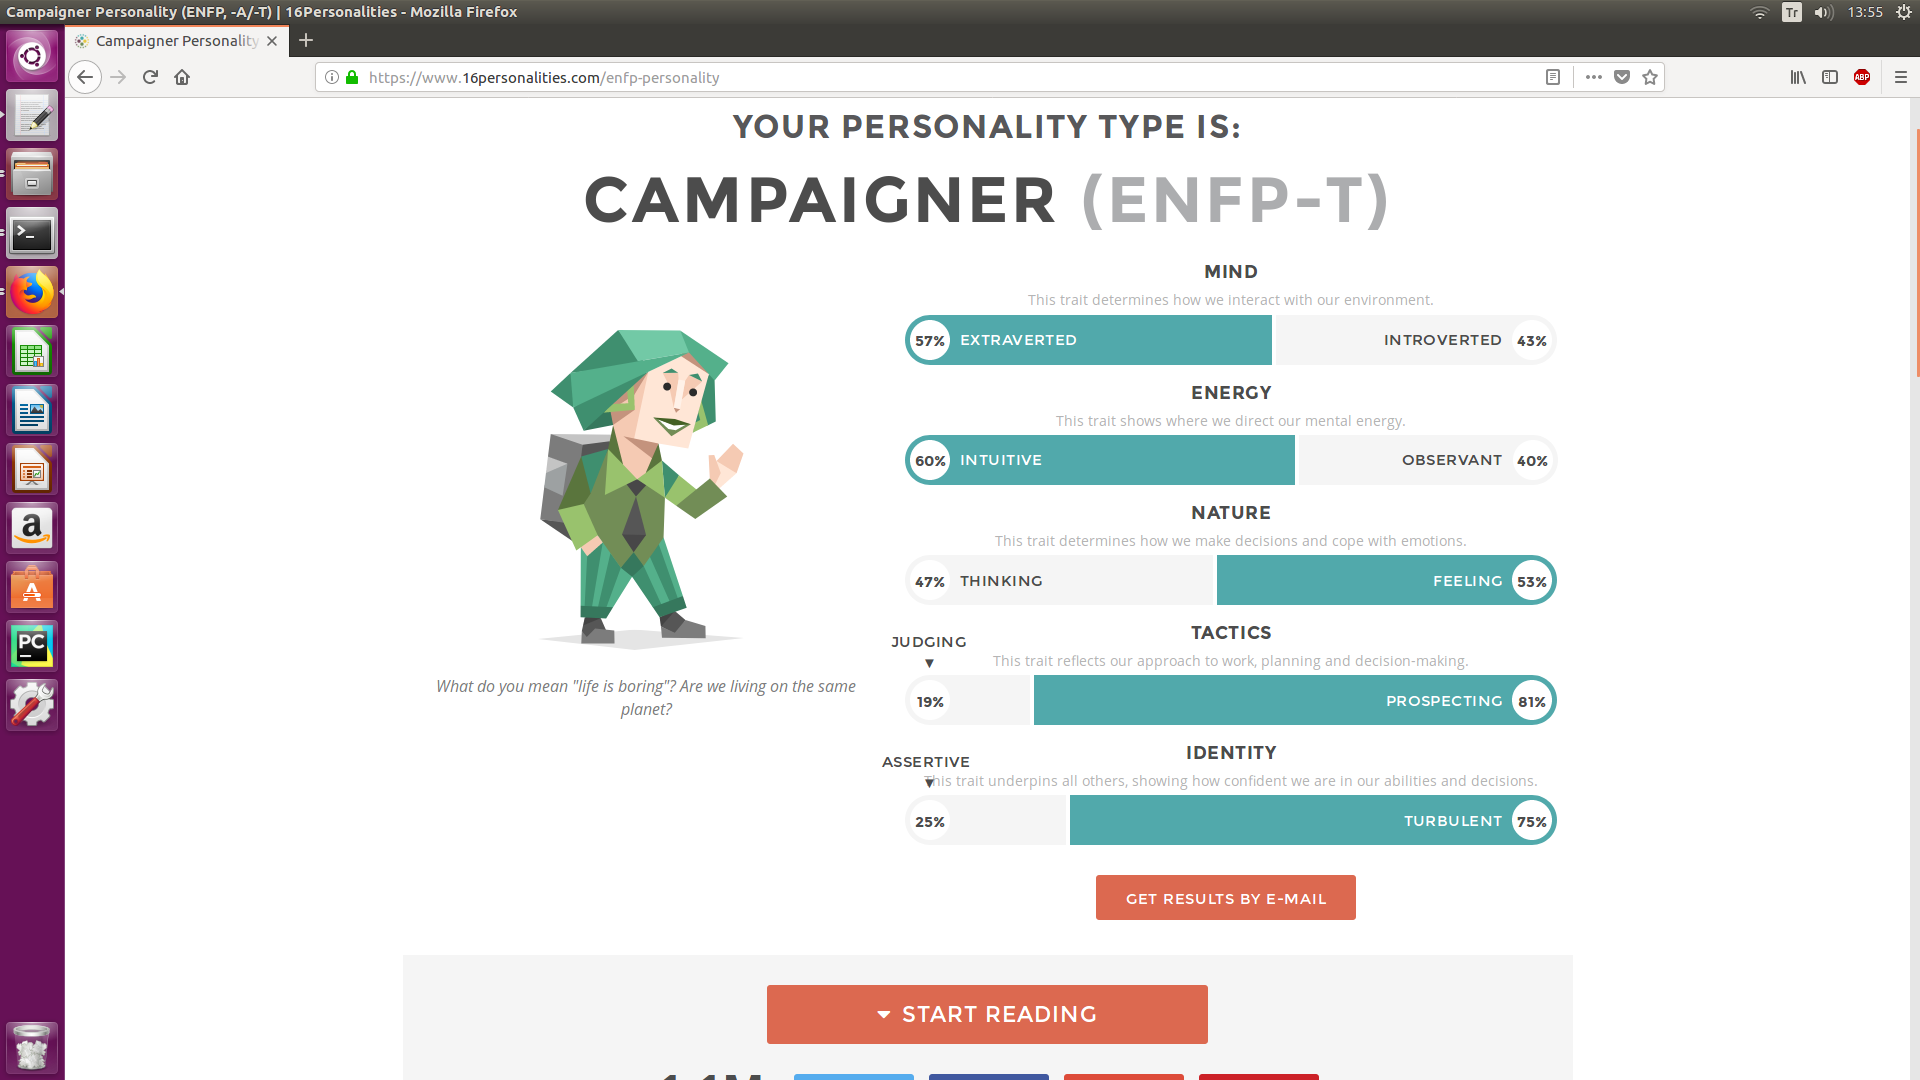 Campaigner Personality (ENFP, -A/-T) | 16Personalities - Mozilla Firefox
Tr
13:55
Campaigner Personality
https://www.16personalities.com/enfp-personality
ABP
YOUR PERSONALITY TYPE IS:
CAMPAIGNER (ENFP-T)
MIND
This trait determines how we interact with our environment.
57% EXTRAVERTED INTROVERTED 43%
ENERGY
This trait shows where we direct our mental energy.
60% INTUITIVE OBSERVANT 40%
NATURE
This trait determines how we make decisions and cope with emotions.
47% THINKING FEELING 53%
TACTICS
JUDGING
This trait reflects our approach to work, planning and decision-making.
19% PROSPECTING 81%
IDENTITY
ASSERTIVE
This trait underpins all others, showing how confident we are in our abilities and decisions.
25% TURBULENT 75%
What do you mean "life is boring"? Are we living on the same
planet?
GET RESULTS BY E-MAIL
START READING
PC
a